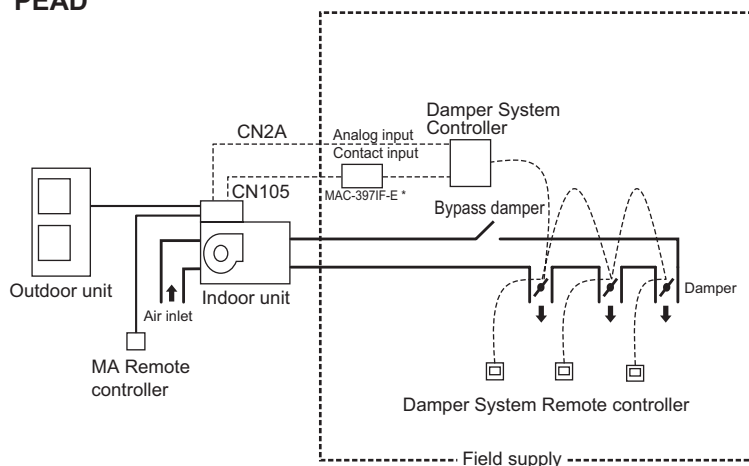 PEAD
Damper System
Controller
CN2A
Analog input
Contact input
CN105
MAC-397IF-E *
Bypass damper
Outdoor unit
Indoor unit
Damper
Air inlet
MA Remote
controller
Damper System Remote controller
Field supply